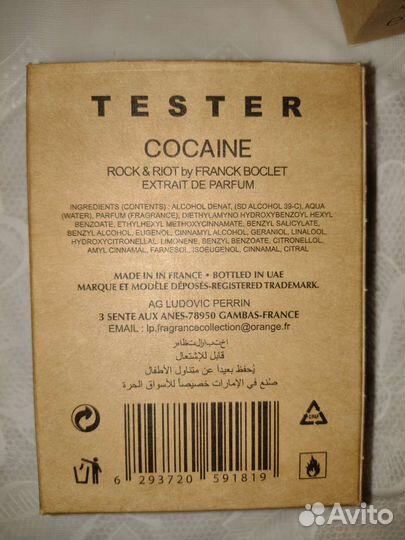 TESTER
COCAINE
ROCK & RIOT by FRANCK BOCLET
EXTRAIT DE PARFUM
INGREDIENTS (CONTENTS) : ALCOHOL DENAT, (SD ALCOHOL 39-C), AQUA
(WATER), PARFUM (FRAGRANCE), DIETHYLAMYNO HYDROXYBENZOYL HEXYL
BENZOATE, ETHYLHEXYL METHOXYCINNAMATE, BENZYL SALICYLATE,
BENZYL ALCOHOL, EUGENOL, CINNAMYL ALCOHOL, GERANIOL, LINALOOL,
HYDROXYCITRONELLAL, LIMONENE, BENZYL BENZOATE, CITRONELLOL,
AMYL CINNAMAL, FARNESOL, ISOEUGENOL, CINNAMAL, CITRAL
MADE IN IN FRANCE • BOTTLED IN UAE
MARQUE ET MODÈLE DÉPOSÉS-REGISTERED TRADEMARK.
AG LUDOVIC PERRIN
3 SENTE AUX ANES-78950 GAMBAS-FRANCE
EMAIL : lp.fragrancecollection@orange.fr
قابل للإشتعال
يُحفظ بعيداً عن متناول الأطفال
صنع في الإمارات خصيصاً للأسواق الحرة
6 293720 591819
Avito